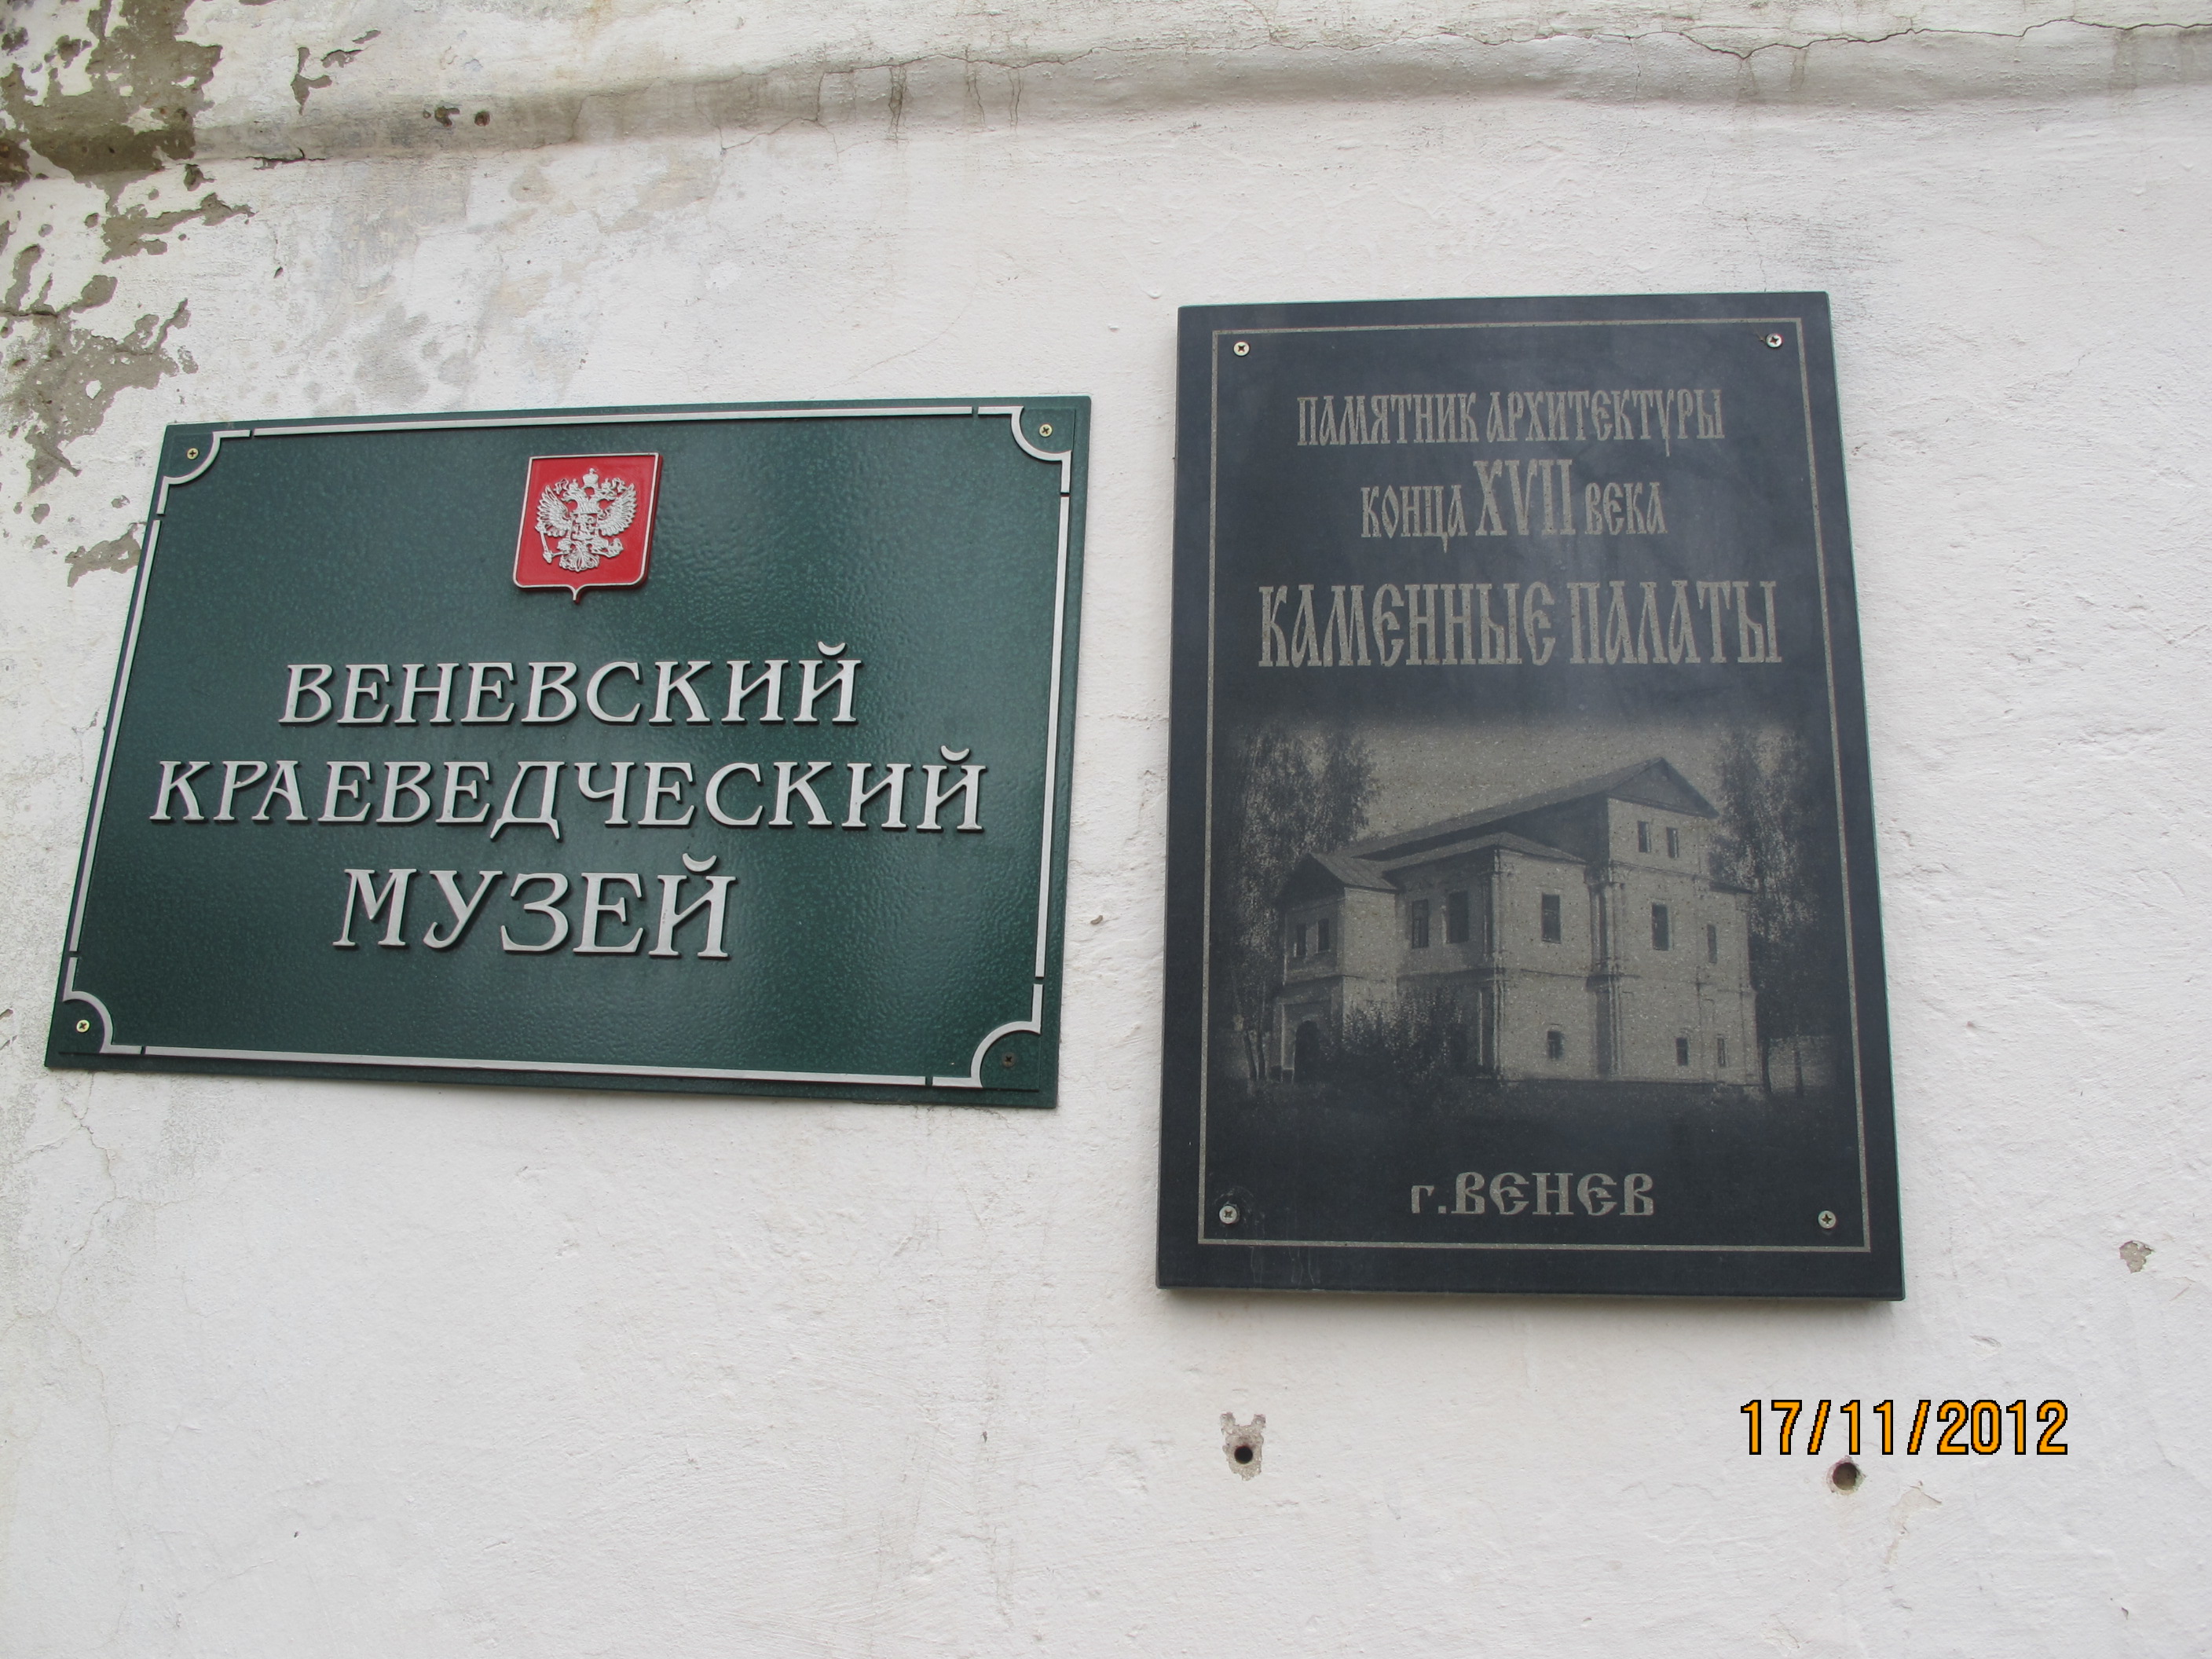 ВЕНЕВСКИЙ
КРАЕВЕДЧЕСКИЙ
МУЗЕЙ
ПАМЯТНИК АРХИТЕКТУРЫ
КОНЦА XVII ВЕКА
КАМЕННЫЕ ПАЛАТЫ
г. ВЕНЕВ
17/11/2012